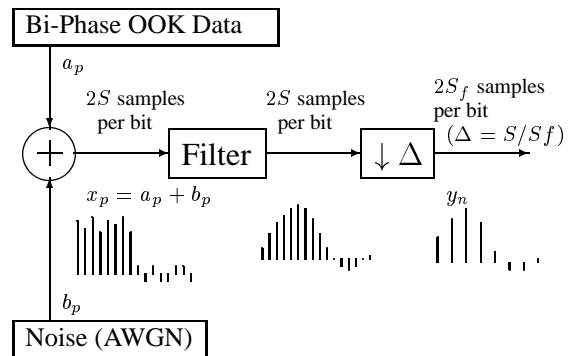 Bi-Phase OOK Data
a_p
2S samples
per bit
2S samples
per bit
2S_f samples
per bit
(Δ = S/Sf)
+
Filter
↓ Δ
x_p = a_p + b_p
y_n
b_p
Noise (AWGN)